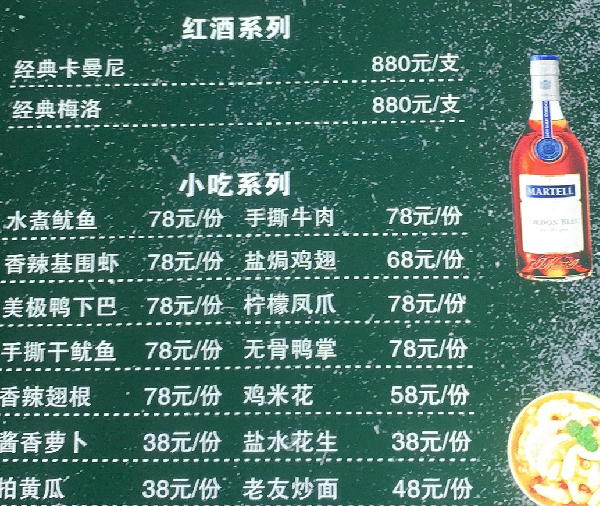 红酒系列
经典卡曼尼 880元/支
经典梅洛 880元/支
小吃系列
水煮鱿鱼 78元/份 手撕牛肉 78元/份
香辣基围虾 78元/份 盐焗鸡翅 68元/份
美极鸭下巴 78元/份 柠檬凤爪 78元/份
手撕干鱿鱼 78元/份 无骨鸭掌 78元/份
香辣翅根 78元/份 鸡米花 58元/份
酱香萝卜 38元/份 盐水花生 38元/份
拍黄瓜 38元/份 老友炒面 48元/份
MARTELL